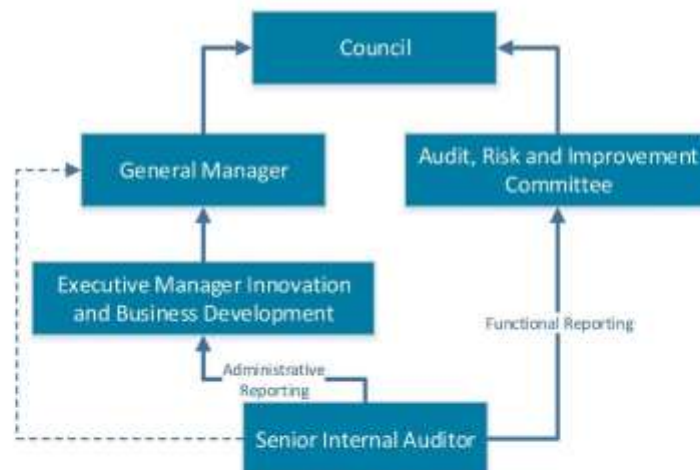 Council
General Manager
Audit, Risk and Improvement
Committee
Executive Manager Innovation
and Business Development
Functional Reporting
Administrative
Reporting
Senior Internal Auditor